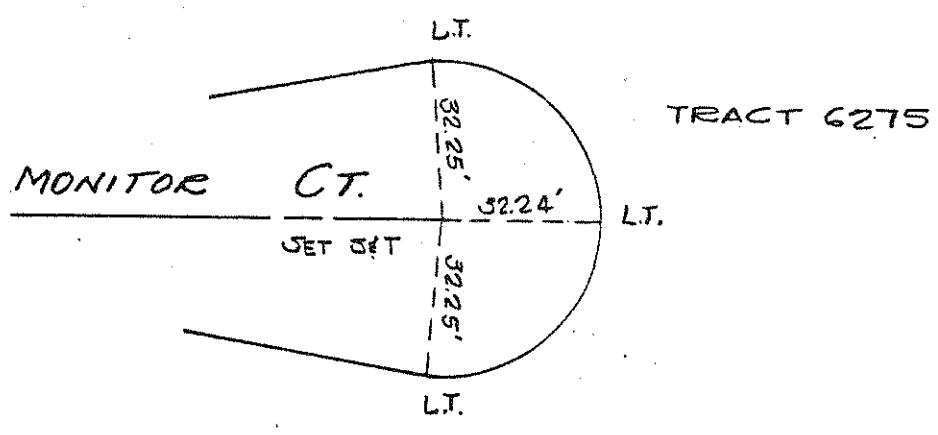 L.T.
TRACT 6275
32.25'
MONITOR CT.
32.24'
L.T.
SET S&T
32.25'
L.T.